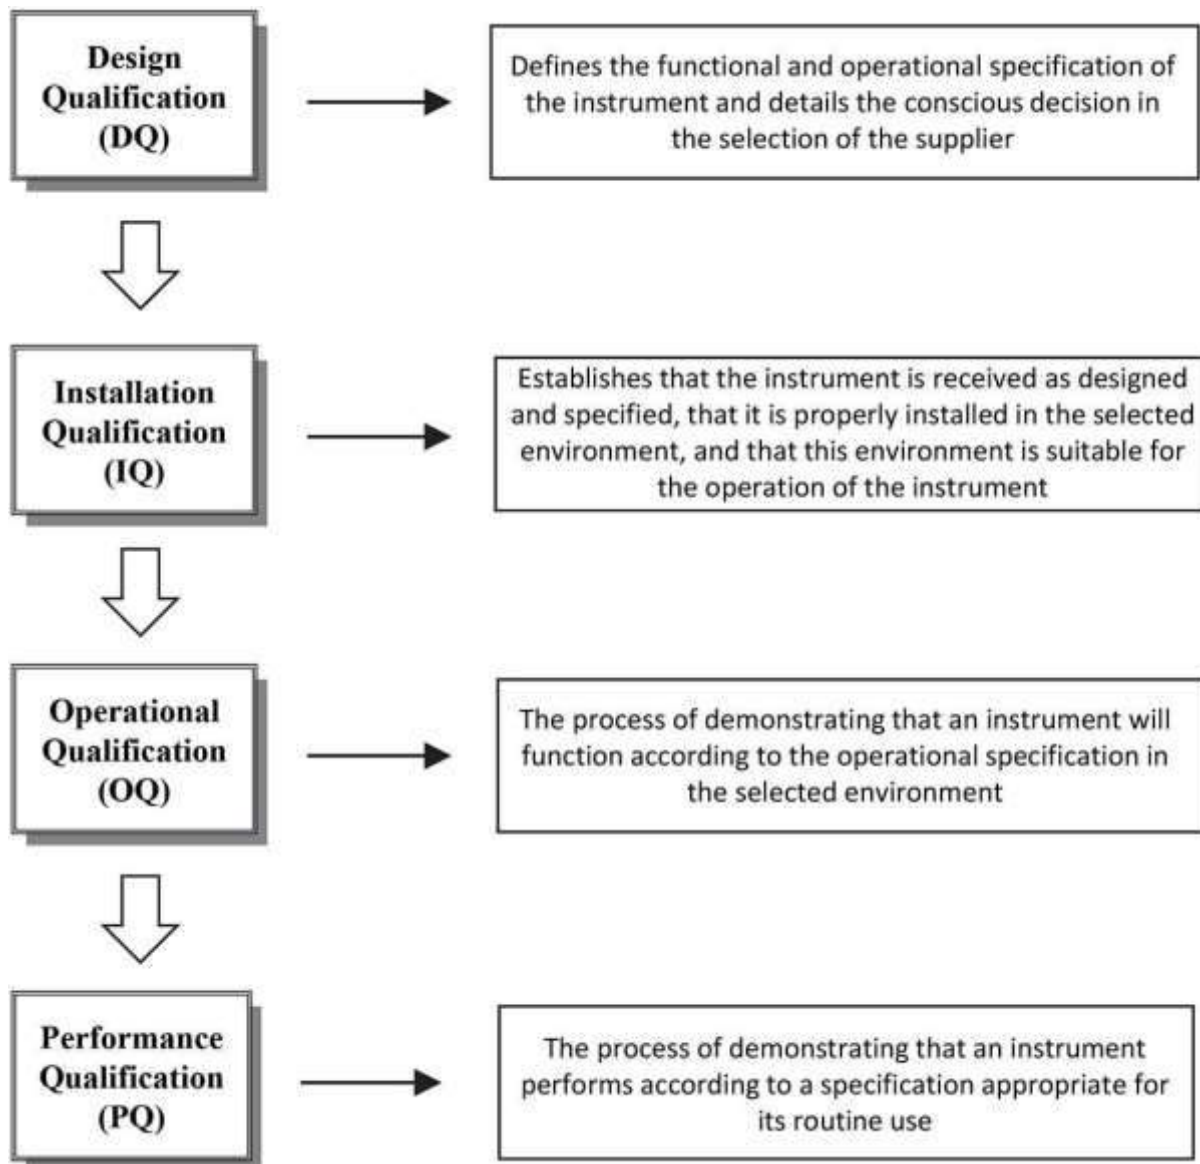 Design
Qualification
(DQ)
Defines the functional and operational specification of
the instrument and details the conscious decision in
the selection of the supplier
Installation
Qualification
(IQ)
Establishes that the instrument is received as designed
and specified, that it is properly installed in the selected
environment, and that this environment is suitable for
the operation of the instrument
Operational
Qualification
(OQ)
The process of demonstrating that an instrument will
function according to the operational specification in
the selected environment
Performance
Qualification
(PQ)
The process of demonstrating that an instrument
performs according to a specification appropriate for
its routine use